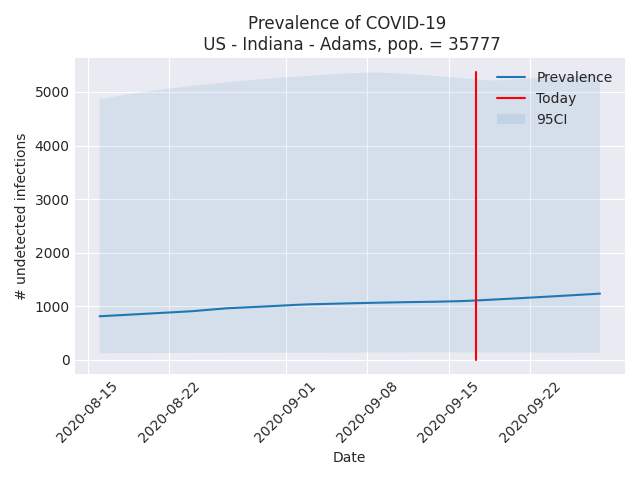 Prevalence of COVID-19
US - Indiana - Adams, pop. = 35777
Prevalence
Today
95CI
# undetected infections
5000
4000
3000
2000
1000
0
2020-08-15
2020-08-22
2020-09-01
2020-09-08
2020-09-15
2020-09-22
Date